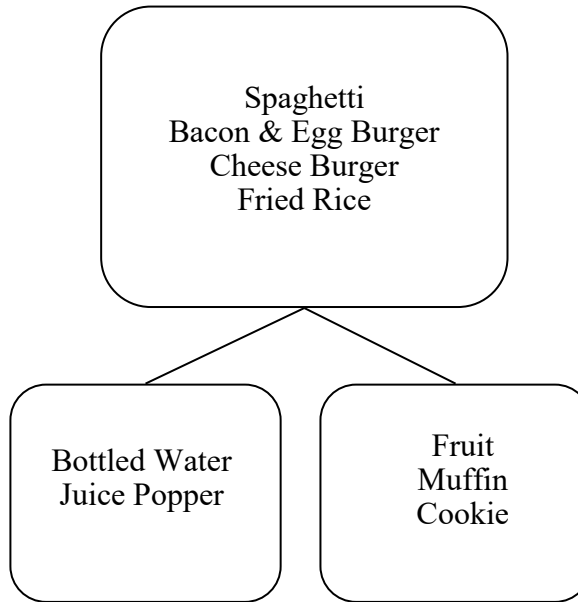 Spaghetti
Bacon & Egg Burger
Cheese Burger
Fried Rice
Bottled Water
Juice Popper
Fruit
Muffin
Cookie